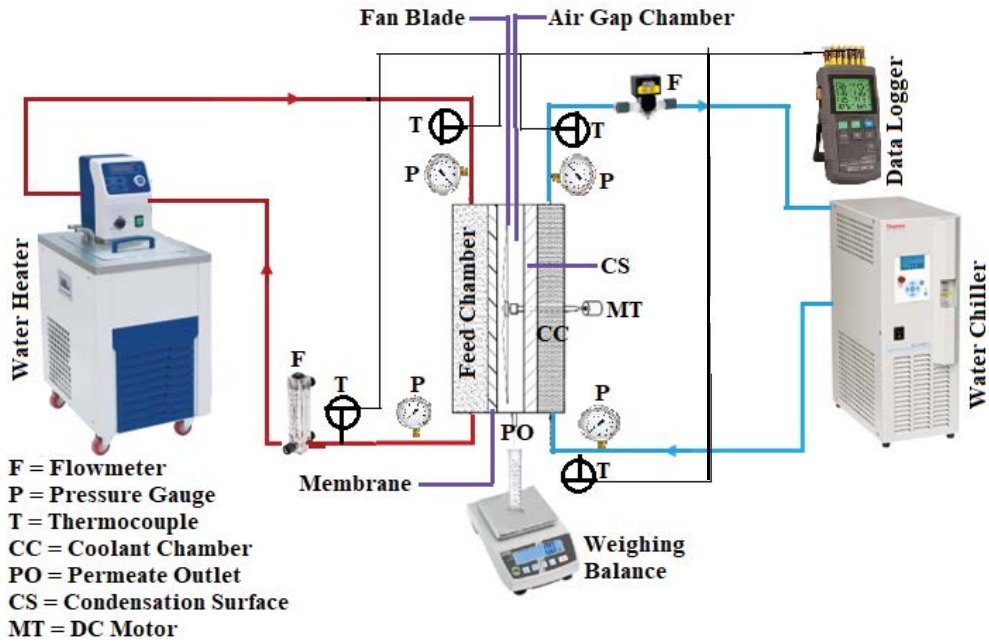 Fan Blade
Air Gap Chamber
F
Data Logger
T
T
P
P
Water Heater
Feed Chamber
CS
MT
CC
Water Chiller
F
T
P
P
PO
T
Membrane
Weighing
Balance
F = Flowmeter
P = Pressure Gauge
T = Thermocouple
CC = Coolant Chamber
PO = Permeate Outlet
CS = Condensation Surface
MT = DC Motor